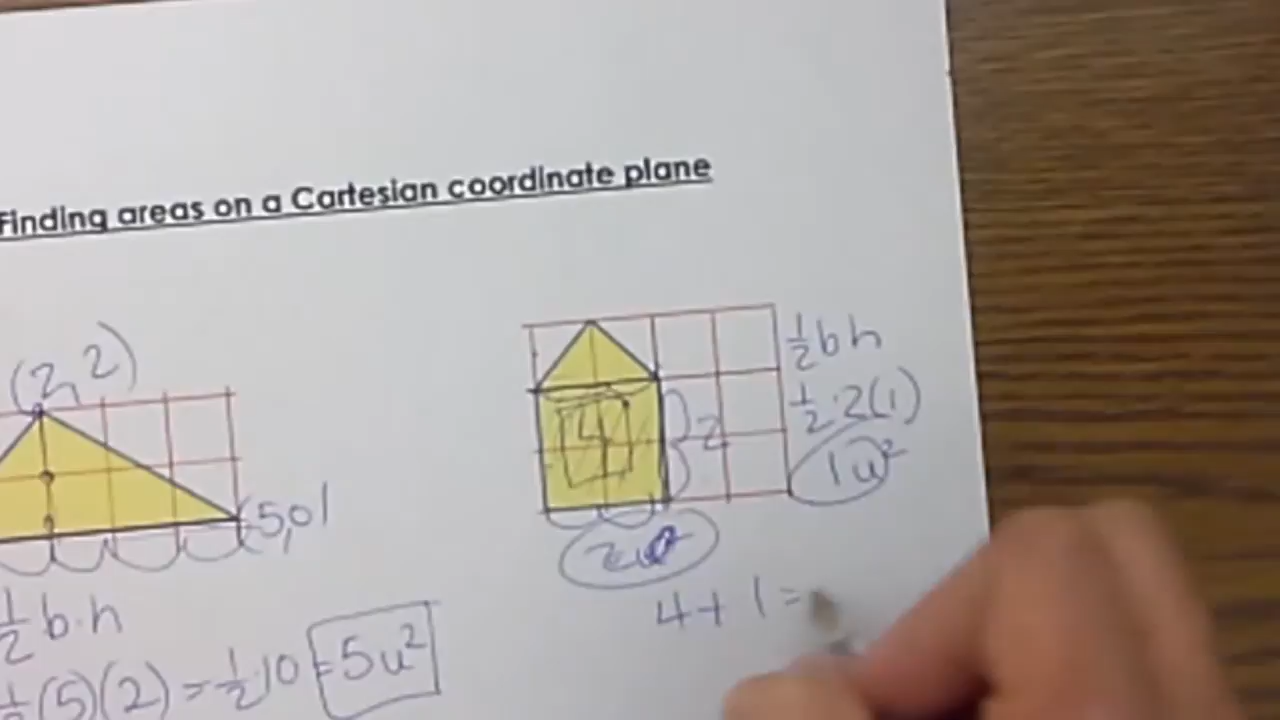 Finding areas on a Cartesian coordinate plane
(2,2)
(5,0)
1/2 b·h
1/2 (5)(2) = 1/2·10 = 5u²
4
2
1/2 b h
1/2·2(1)
1u²
4 + 1 =